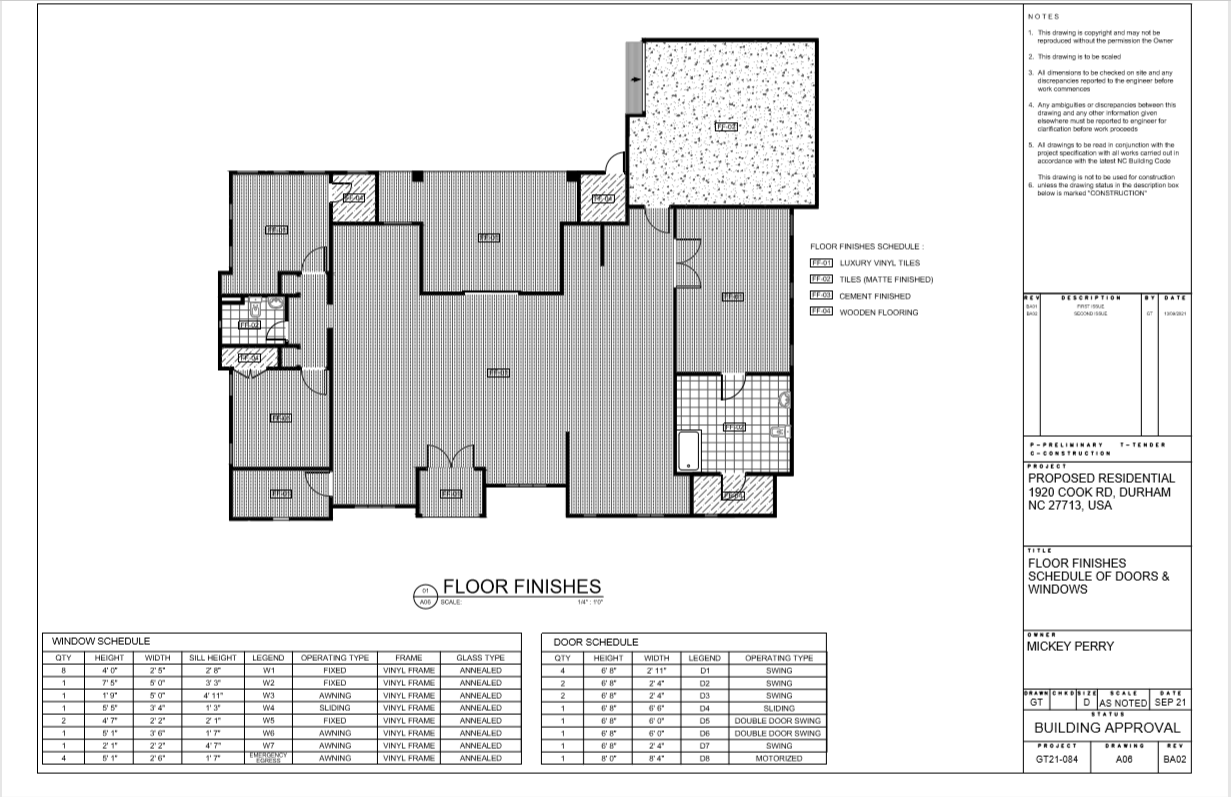 FF-03
FF-04
FF-04
FF-01
FF-01
FF-01
FF-02
FF-04
FF-01
FF-01
FF-02
FF-01
FF-01
FLOOR FINISHES SCHEDULE :
FF-01 LUXURY VINYL TILES
FF-02 TILES (MATTE FINISHED)
FF-03 CEMENT FINISHED
FF-04 WOODEN FLOORING
01
A06
FLOOR FINISHES
SCALE: 1/4" : 1'0"
WINDOW SCHEDULE
QTY HEIGHT WIDTH SILL HEIGHT LEGEND OPERATING TYPE FRAME GLASS TYPE
8 4' 0" 2' 5" 2' 8" W1 FIXED VINYL FRAME ANNEALED
1 7' 5" 5' 0" 3' 3" W2 FIXED VINYL FRAME ANNEALED
1 1' 9" 5' 0" 4' 11" W3 AWNING VINYL FRAME ANNEALED
1 5' 5" 3' 4" 1' 3" W4 SLIDING VINYL FRAME ANNEALED
2 4' 7" 2' 2" 2' 1" W5 FIXED VINYL FRAME ANNEALED
1 5' 1" 3' 6" 1' 7" W6 AWNING VINYL FRAME ANNEALED
1 2' 1" 2' 2" 4' 7" W7 AWNING VINYL FRAME ANNEALED
4 5' 1" 2' 6" 1' 7" EMERGENCY EGRESS AWNING VINYL FRAME ANNEALED
DOOR SCHEDULE
QTY HEIGHT WIDTH LEGEND OPERATING TYPE
4 6' 8" 2' 11" D1 SWING
2 6' 8" 2' 4" D2 SWING
2 6' 8" 2' 4" D3 SWING
1 6' 8" 6' 6" D4 SLIDING
1 6' 8" 6' 0" D5 DOUBLE DOOR SWING
1 6' 8" 6' 0" D6 DOUBLE DOOR SWING
1 6' 8" 2' 4" D7 SWING
1 8' 0" 8' 4" D8 MOTORIZED
NOTES
1. This drawing is copyright and may not be
reproduced without the permission the Owner
2. This drawing is to be scaled
3. All dimensions to be checked on site and any
discrepancies reported to the engineer before
work commences
4. Any ambiguities or discrepancies between this
drawing and any other information given
elsewhere must be reported to engineer for
clarification before work proceeds
5. All drawings to be read in conjunction with the
project specification with all works carried out in
accordance with the latest NC Building Code
This drawing is not to be used for construction
6. unless the drawing status in the description box
below is marked "CONSTRUCTION"
REV DESCRIPTION BY DATE
BA01 FIRST ISSUE
BA02 SECOND ISSUE GT
P-PRELIMINARY T-TENDER
C-CONSTRUCTION
PROJECT
PROPOSED RESIDENTIAL
1920 COOK RD, DURHAM
NC 27713, USA
TITLE
FLOOR FINISHES
SCHEDULE OF DOORS &
WINDOWS
OWNER
MICKEY PERRY
DRAWN CHKD SIZE SCALE DATE
GT D AS NOTED SEP 21
STATUS
BUILDING APPROVAL
PROJECT DRAWING REV
GT21-084 A06 BA02